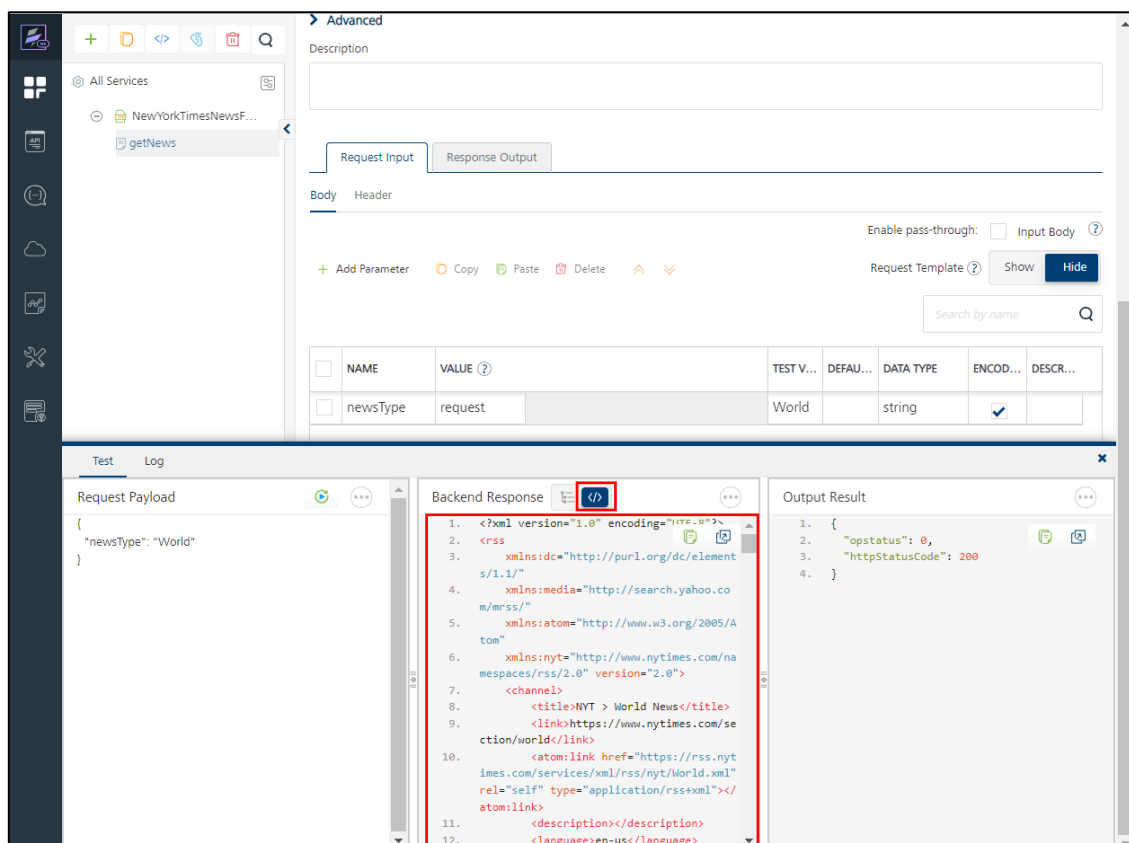 Advanced
Description
All Services
NewYorkTimesNewsF...
getNews
API
Request Input
Response Output
Body
Header
Enable pass-through:
Input Body
Add Parameter
Copy
Paste
Delete
Request Template
Show
Hide
Search by name
NAME
VALUE
TEST V...
DEFAU...
DATA TYPE
ENCOD...
DESCR...
newsType
request
World
string
Test
Log
Request Payload
{
"newsType": "World"
}
Backend Response
</>
1. <?xml version="1.0" encoding="UTF-8"?>
2. <rss
3. xmlns:dc="http://purl.org/dc/element
s/1.1/"
4. xmlns:media="http://search.yahoo.co
m/mrss/"
5. xmlns:atom="http://www.w3.org/2005/A
tom"
6. xmlns:nyt="http://www.nytimes.com/na
mespaces/rss/2.0" version="2.0">
7. <channel>
8. <title>NYT > World News</title>
9. <link>https://www.nytimes.com/se
ction/world</link>
10. <atom:link href="https://rss.nyt
imes.com/services/xml/rss/nyt/World.xml"
rel="self" type="application/rss+xml"></
atom:link>
11. <description></description>
12. <language>en-us</language>
Output Result
1. {
2. "opstatus": 0,
3. "httpStatusCode": 200
4. }